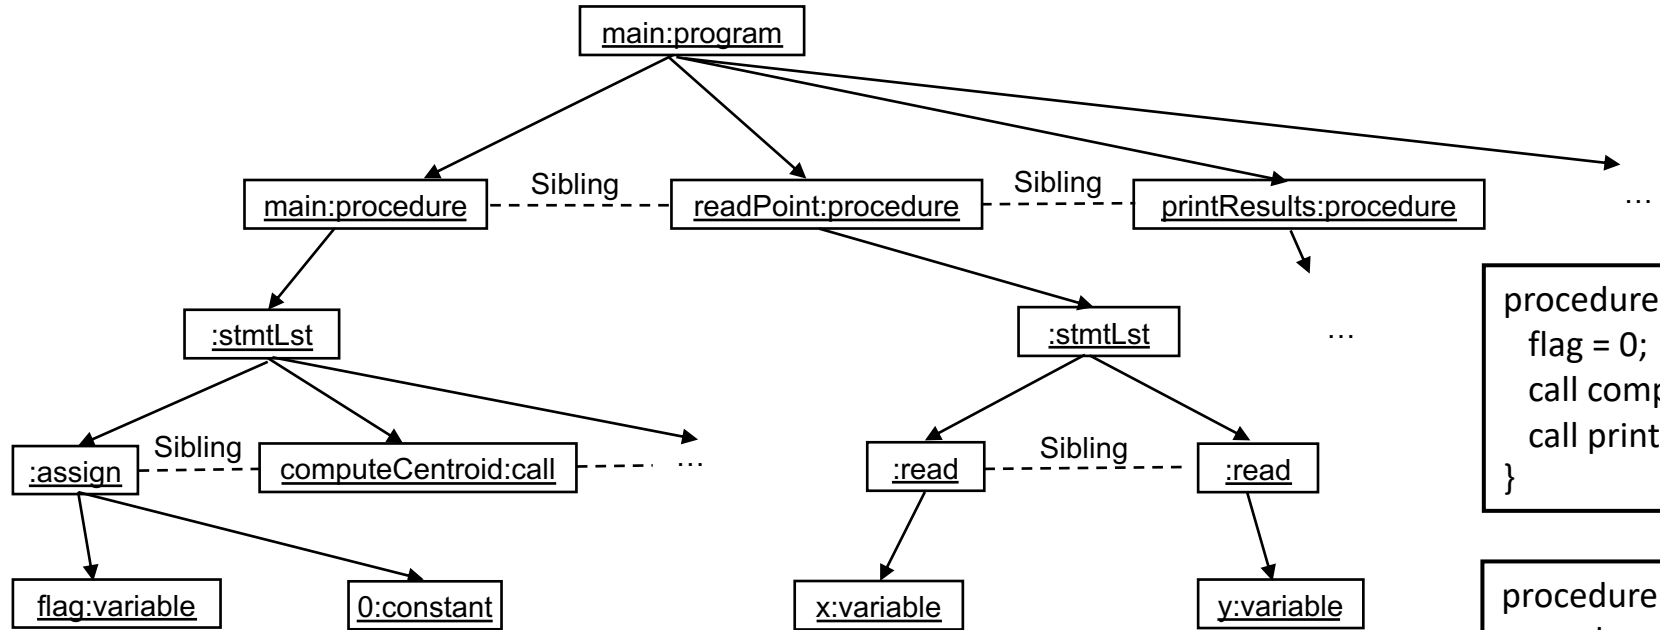 main:program
Sibling
Sibling
main:procedure
readPoint:procedure
printResults:procedure
...
:stmtLst
:stmtLst
...
procedure
flag = 0;
call comp
call print
}
Sibling
Sibling
:assign
computeCentroid:call
...
:read
:read
flag:variable
0:constant
x:variable
y:variable
procedure